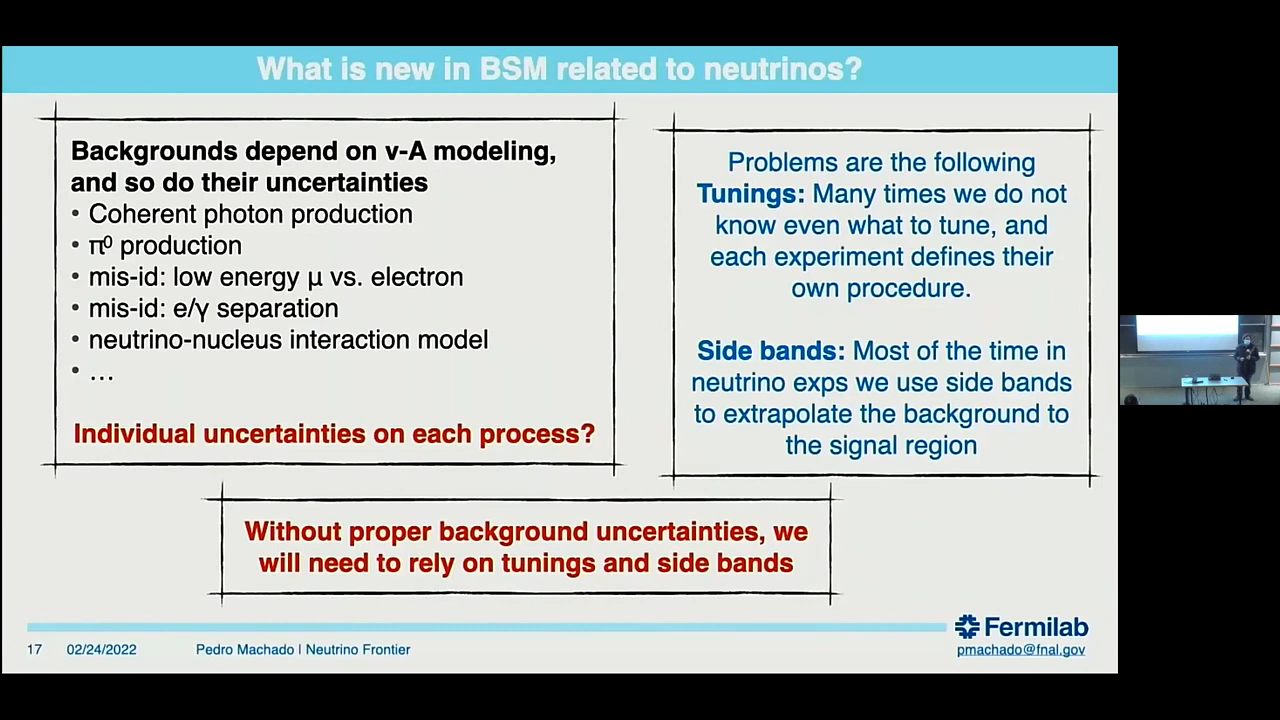 What is new in BSM related to neutrinos?
Backgrounds depend on ν-A modeling,
and so do their uncertainties
• Coherent photon production
• π⁰ production
• mis-id: low energy μ vs. electron
• mis-id: e/γ separation
• neutrino-nucleus interaction model
• …
Individual uncertainties on each process?
Problems are the following
Tunings: Many times we do not
know even what to tune, and
each experiment defines their
own procedure.
Side bands: Most of the time in
neutrino exps we use side bands
to extrapolate the background to
the signal region
Without proper background uncertainties, we
will need to rely on tunings and side bands
Fermilab
17 02/24/2022 Pedro Machado | Neutrino Frontier pmachado@fnal.gov